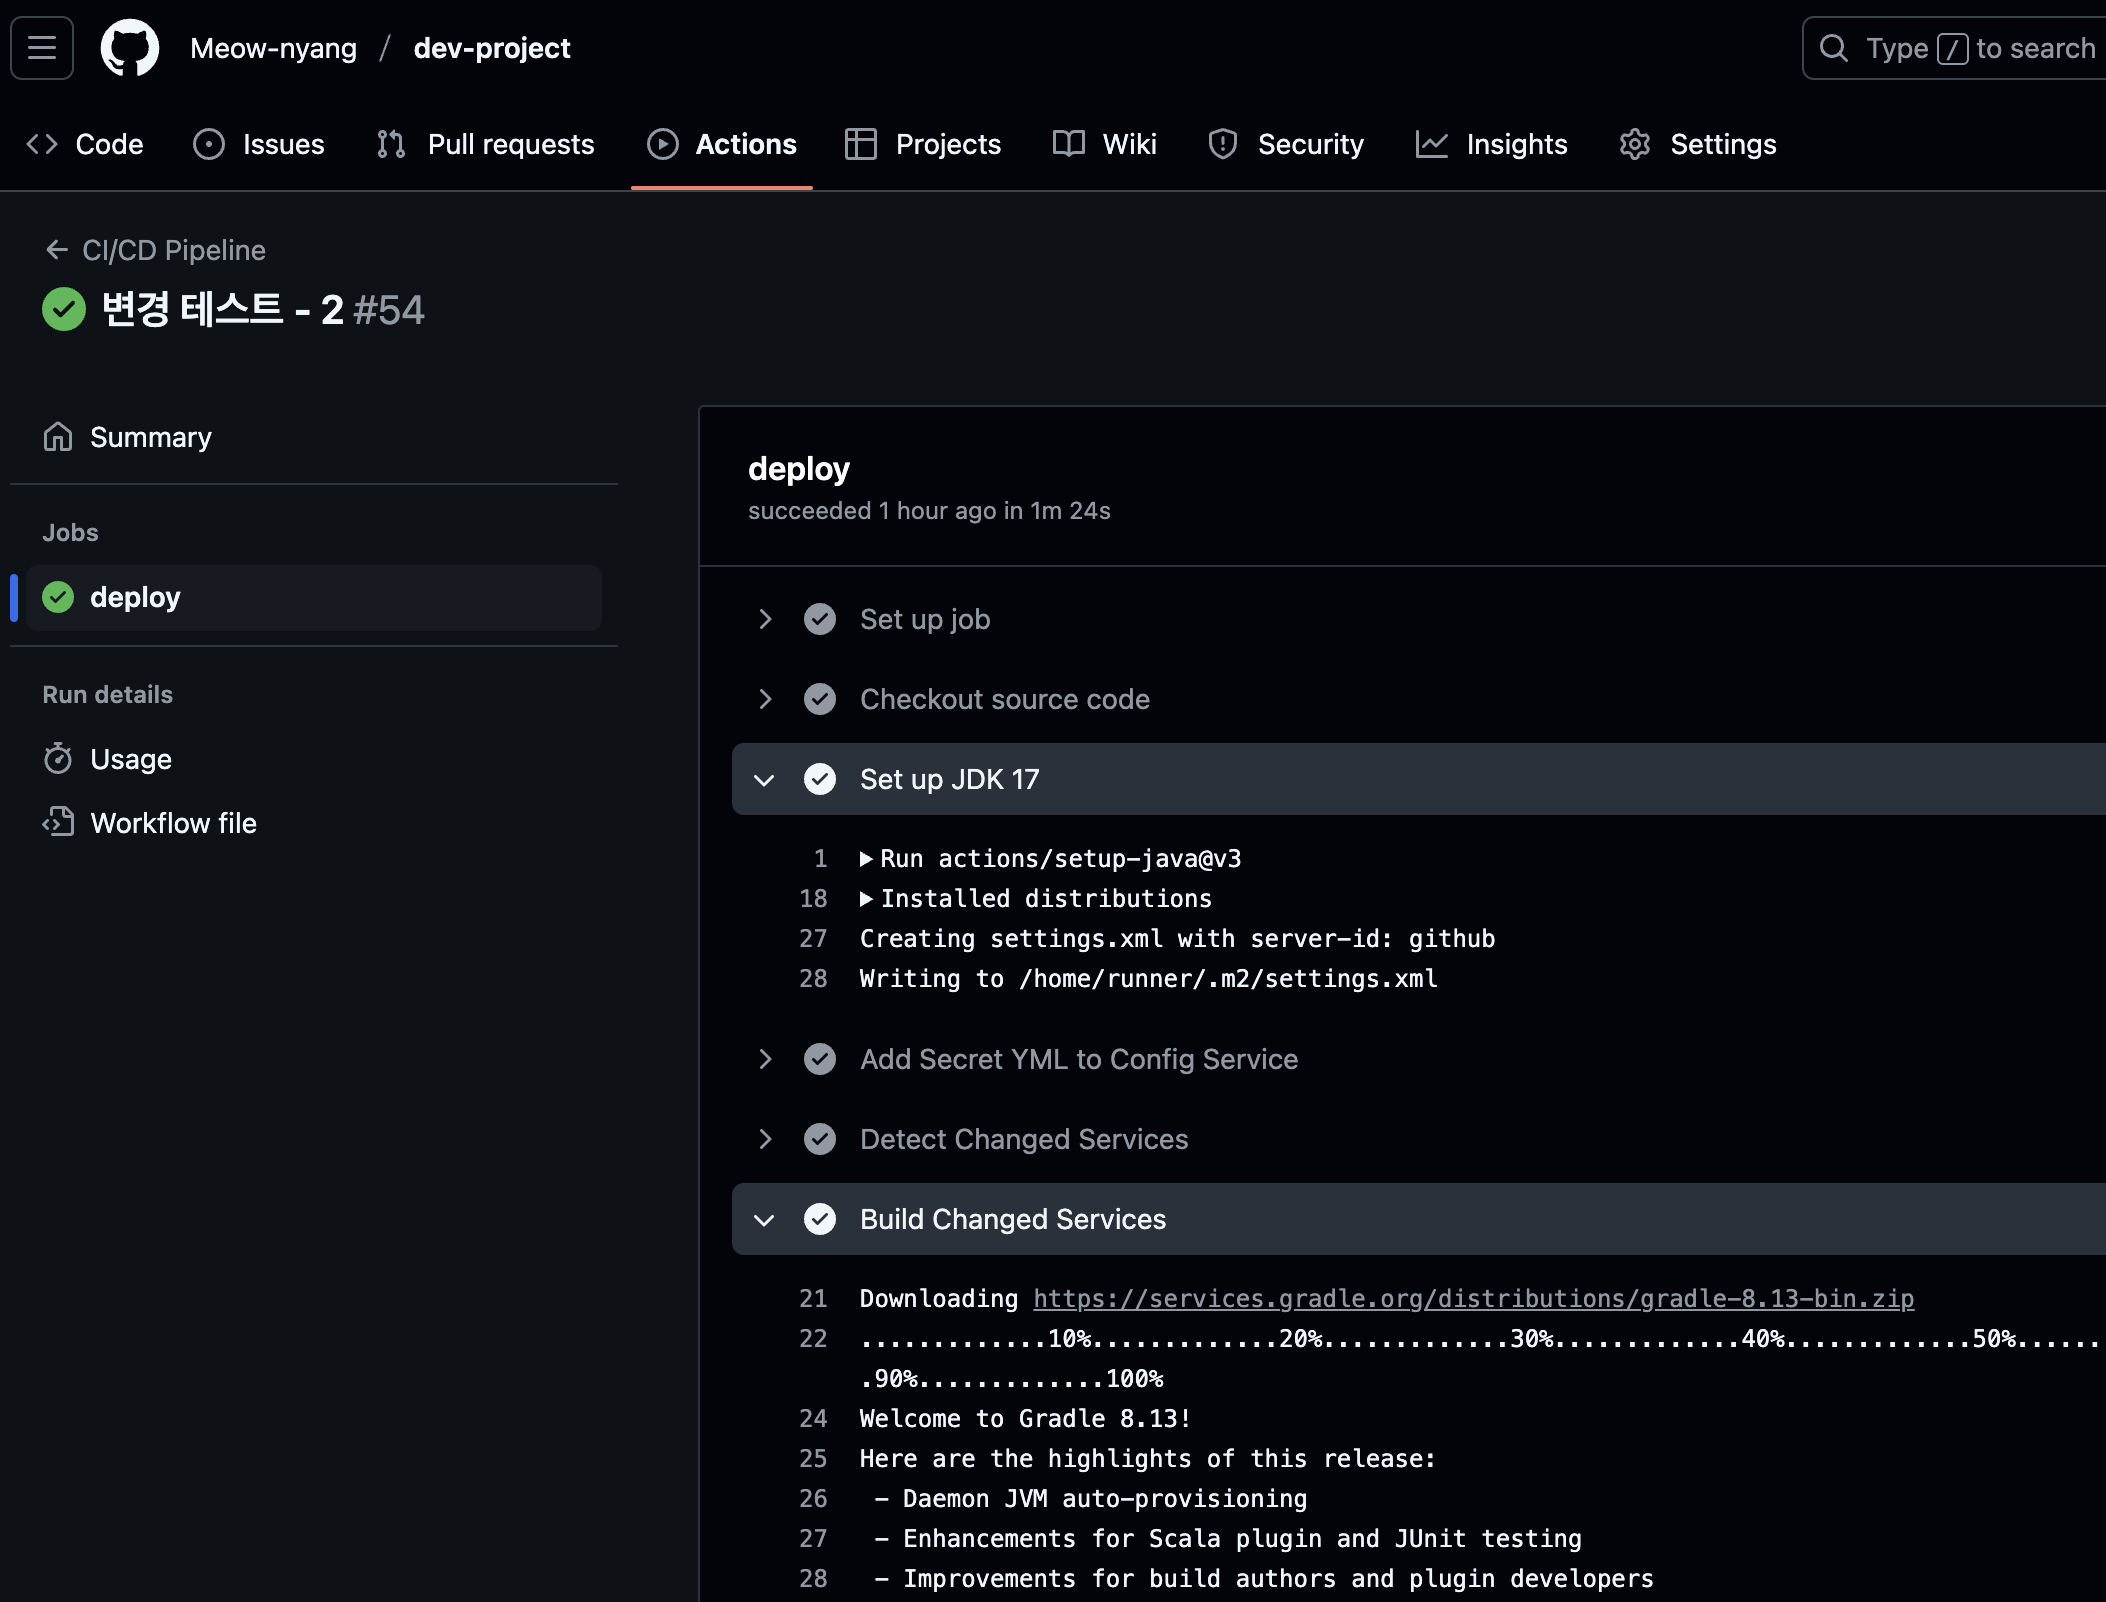 Meow-nyang / dev-project
Type / to search
Code Issues Pull requests Actions Projects Wiki Security Insights Settings
← CI/CD Pipeline
변경 테스트 - 2 #54
Summary
Jobs
deploy
Run details
Usage
Workflow file
deploy
succeeded 1 hour ago in 1m 24s
Set up job
Checkout source code
Set up JDK 17
1 ▶Run actions/setup-java@v3
18 ▶Installed distributions
27 Creating settings.xml with server-id: github
28 Writing to /home/runner/.m2/settings.xml
Add Secret YML to Config Service
Detect Changed Services
Build Changed Services
21 Downloading https://services.gradle.org/distributions/gradle-8.13-bin.zip
22 .............10%.............20%.............30%.............40%.............50%......
.90%.............100%
24 Welcome to Gradle 8.13!
25 Here are the highlights of this release:
26 - Daemon JVM auto-provisioning
27 - Enhancements for Scala plugin and JUnit testing
28 - Improvements for build authors and plugin developers